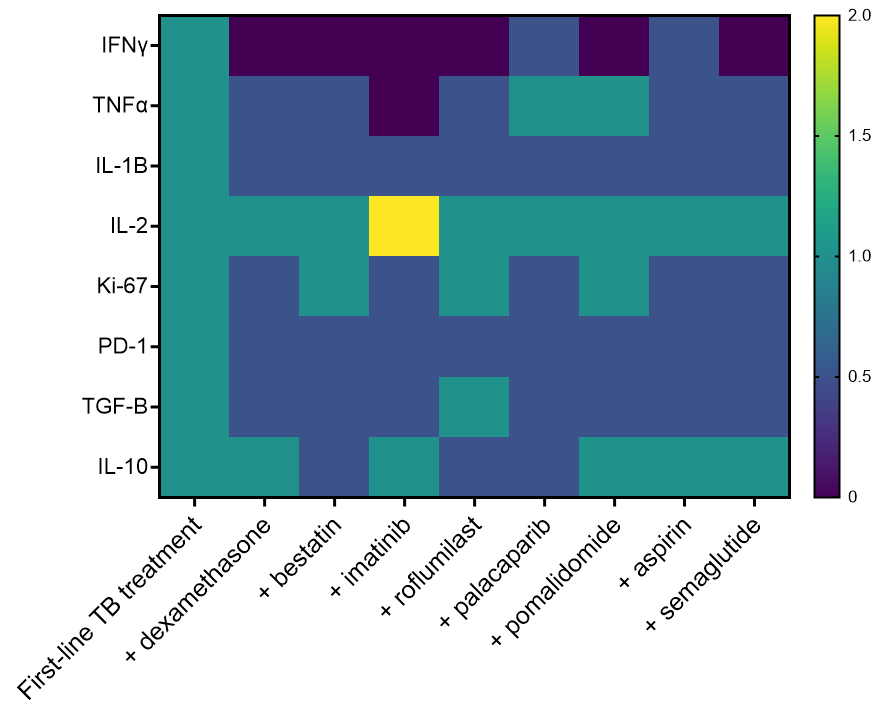 IFNγ
TNFα
IL-1B
IL-2
Ki-67
PD-1
TGF-B
IL-10
First-line TB treatment
+ dexamethasone
+ bestatin
+ imatinib
+ roflumilast
+ palacaparib
+ pomalidomide
+ aspirin
+ semaglutide
2.0
1.5
1.0
0.5
0